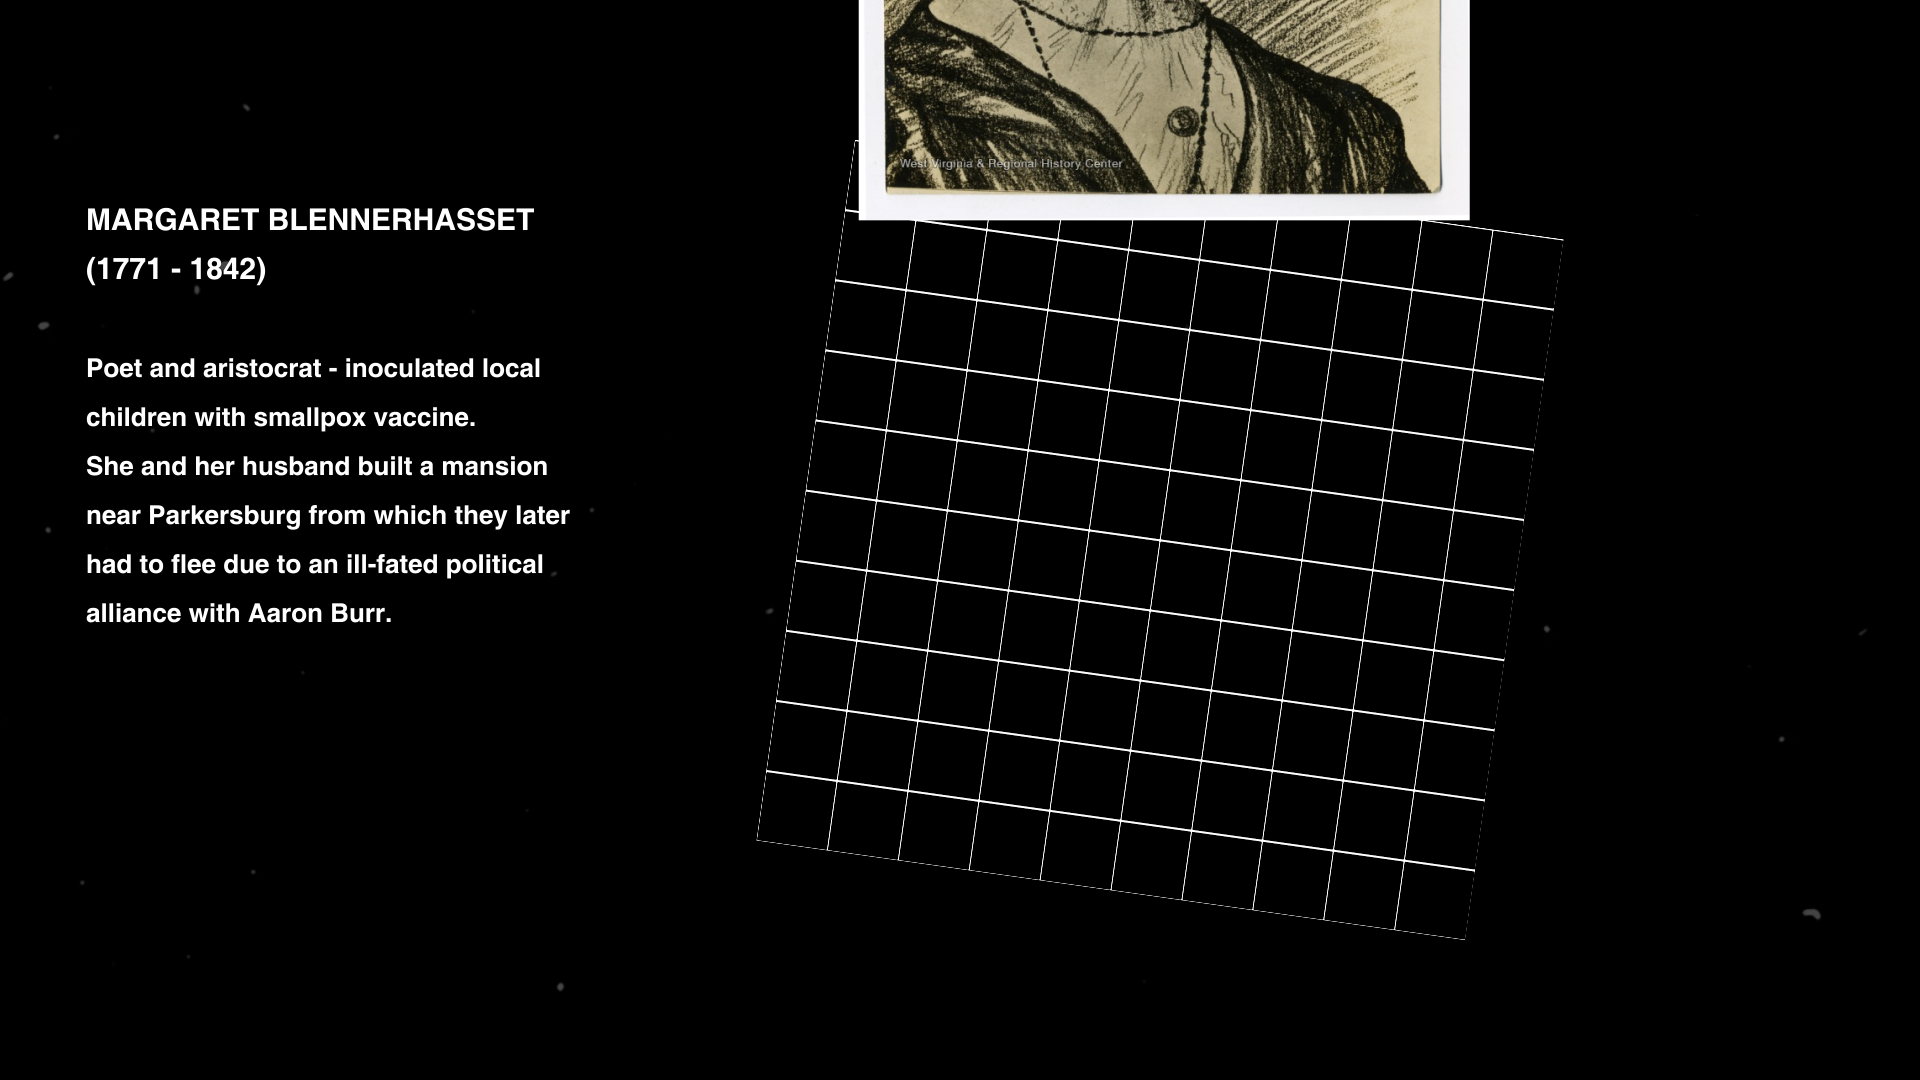 MARGARET BLENNERHASSET
(1771 - 1842)
Poet and aristocrat - inoculated local
children with smallpox vaccine.
She and her husband built a mansion
near Parkersburg from which they later
had to flee due to an ill-fated political
alliance with Aaron Burr.
West Virginia & Regional History Center